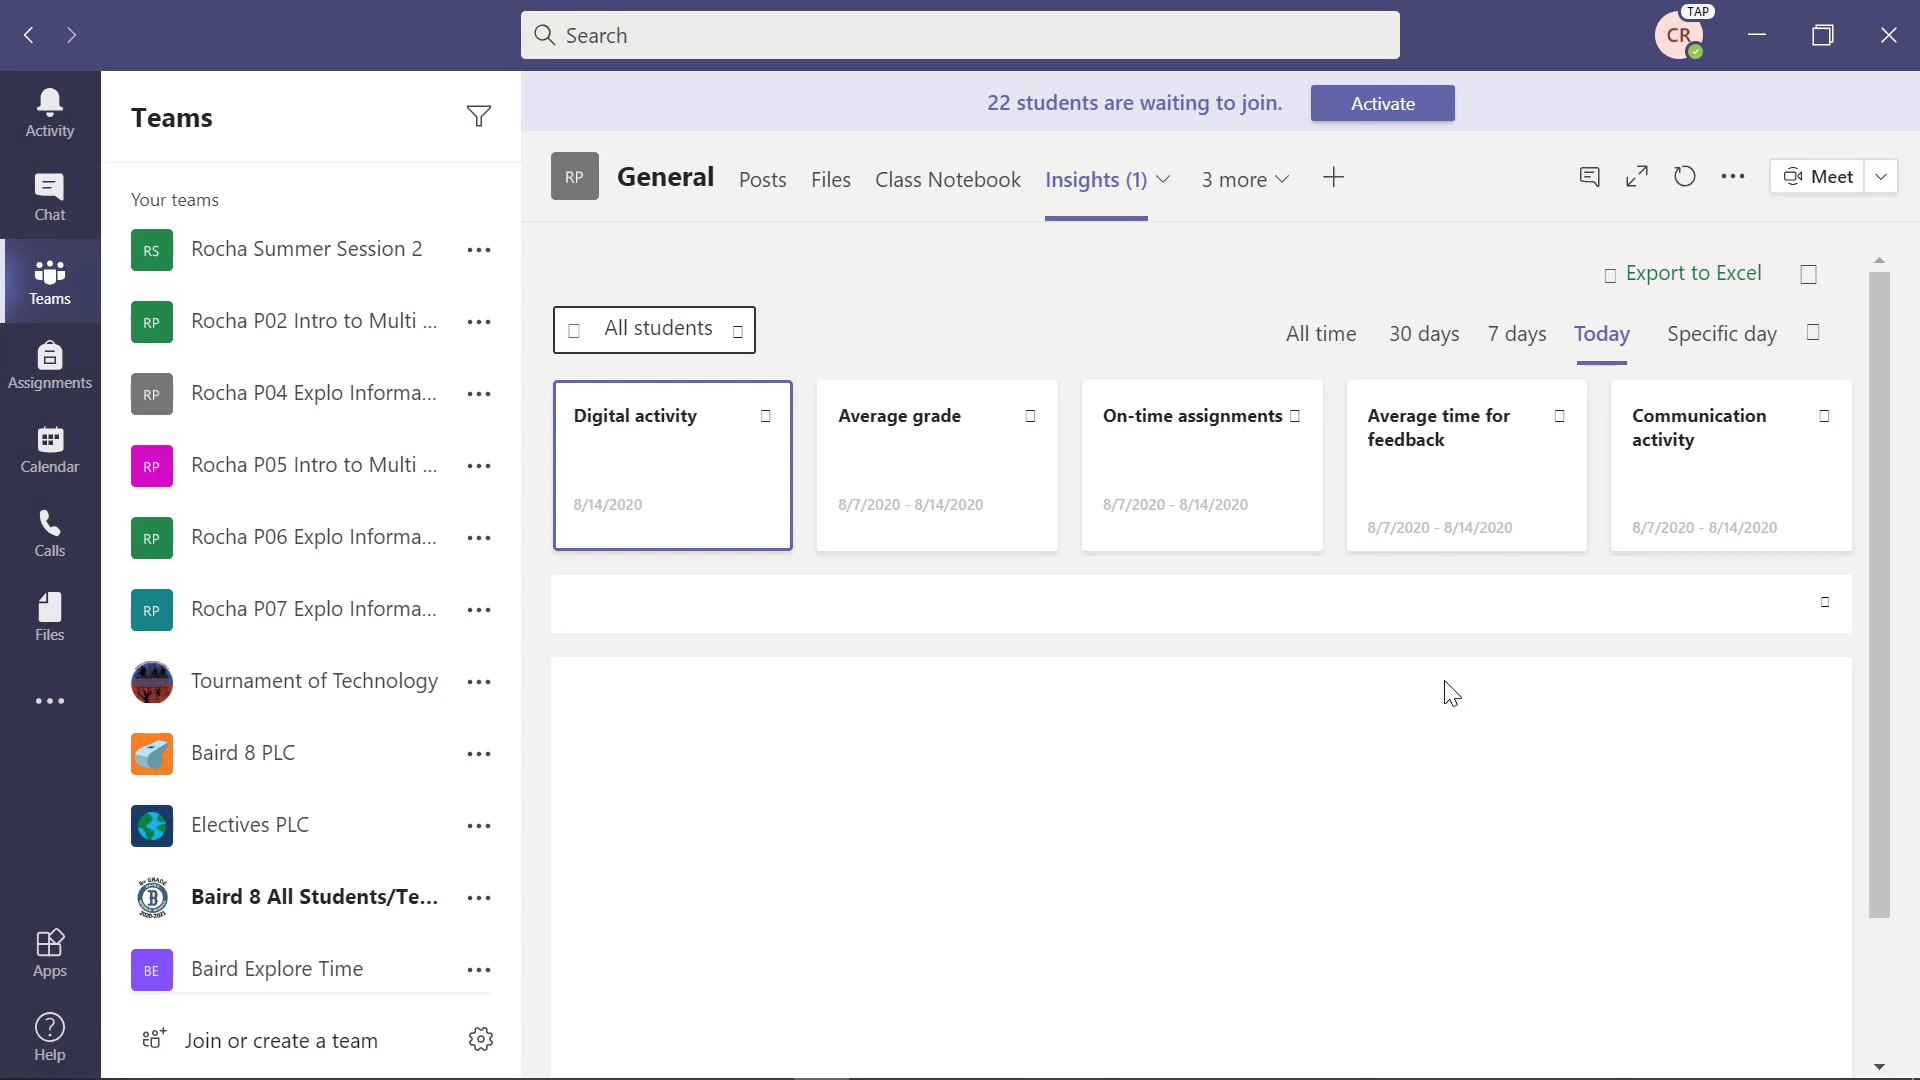 Search
TAP
CR
Activity
Chat
Teams
Assignments
Calendar
Calls
Files
Apps
Help
Teams
Your teams
RS Rocha Summer Session 2
RP Rocha P02 Intro to Multi ...
RP Rocha P04 Explo Informa...
RP Rocha P05 Intro to Multi ...
RP Rocha P06 Explo Informa...
RP Rocha P07 Explo Informa...
Tournament of Technology
Baird 8 PLC
Electives PLC
Baird 8 All Students/Te...
BE Baird Explore Time
Join or create a team
22 students are waiting to join. Activate
RP General Posts Files Class Notebook Insights (1) 3 more Meet
Export to Excel
All students
All time 30 days 7 days Today Specific day
Digital activity
8/14/2020
Average grade
8/7/2020 - 8/14/2020
On-time assignments
8/7/2020 - 8/14/2020
Average time for
feedback
8/7/2020 - 8/14/2020
Communication
activity
8/7/2020 - 8/14/2020